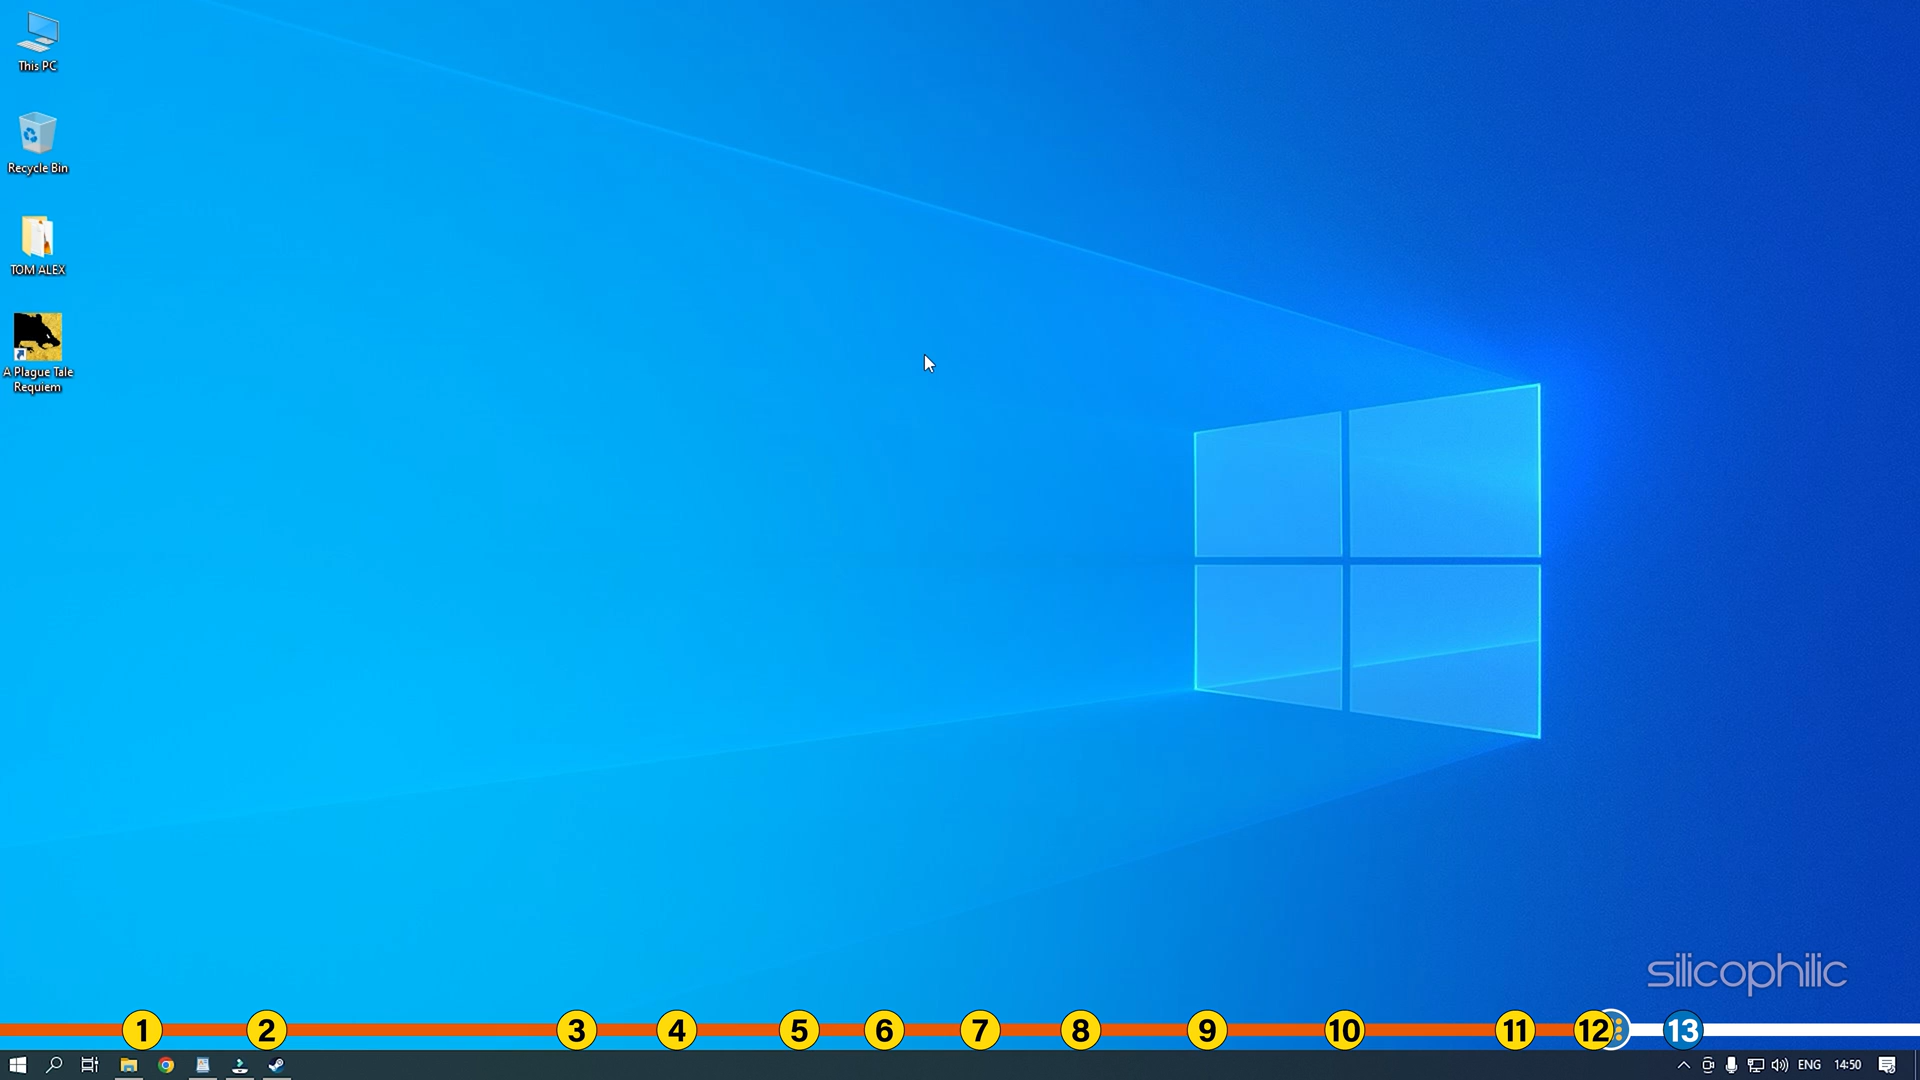 This PC
Recycle Bin
TOM ALEX
A Plague Tale
Requiem
silicophilic
1 2 3 4 5 6 7 8 9 10 11 12 13
ENG 14:50